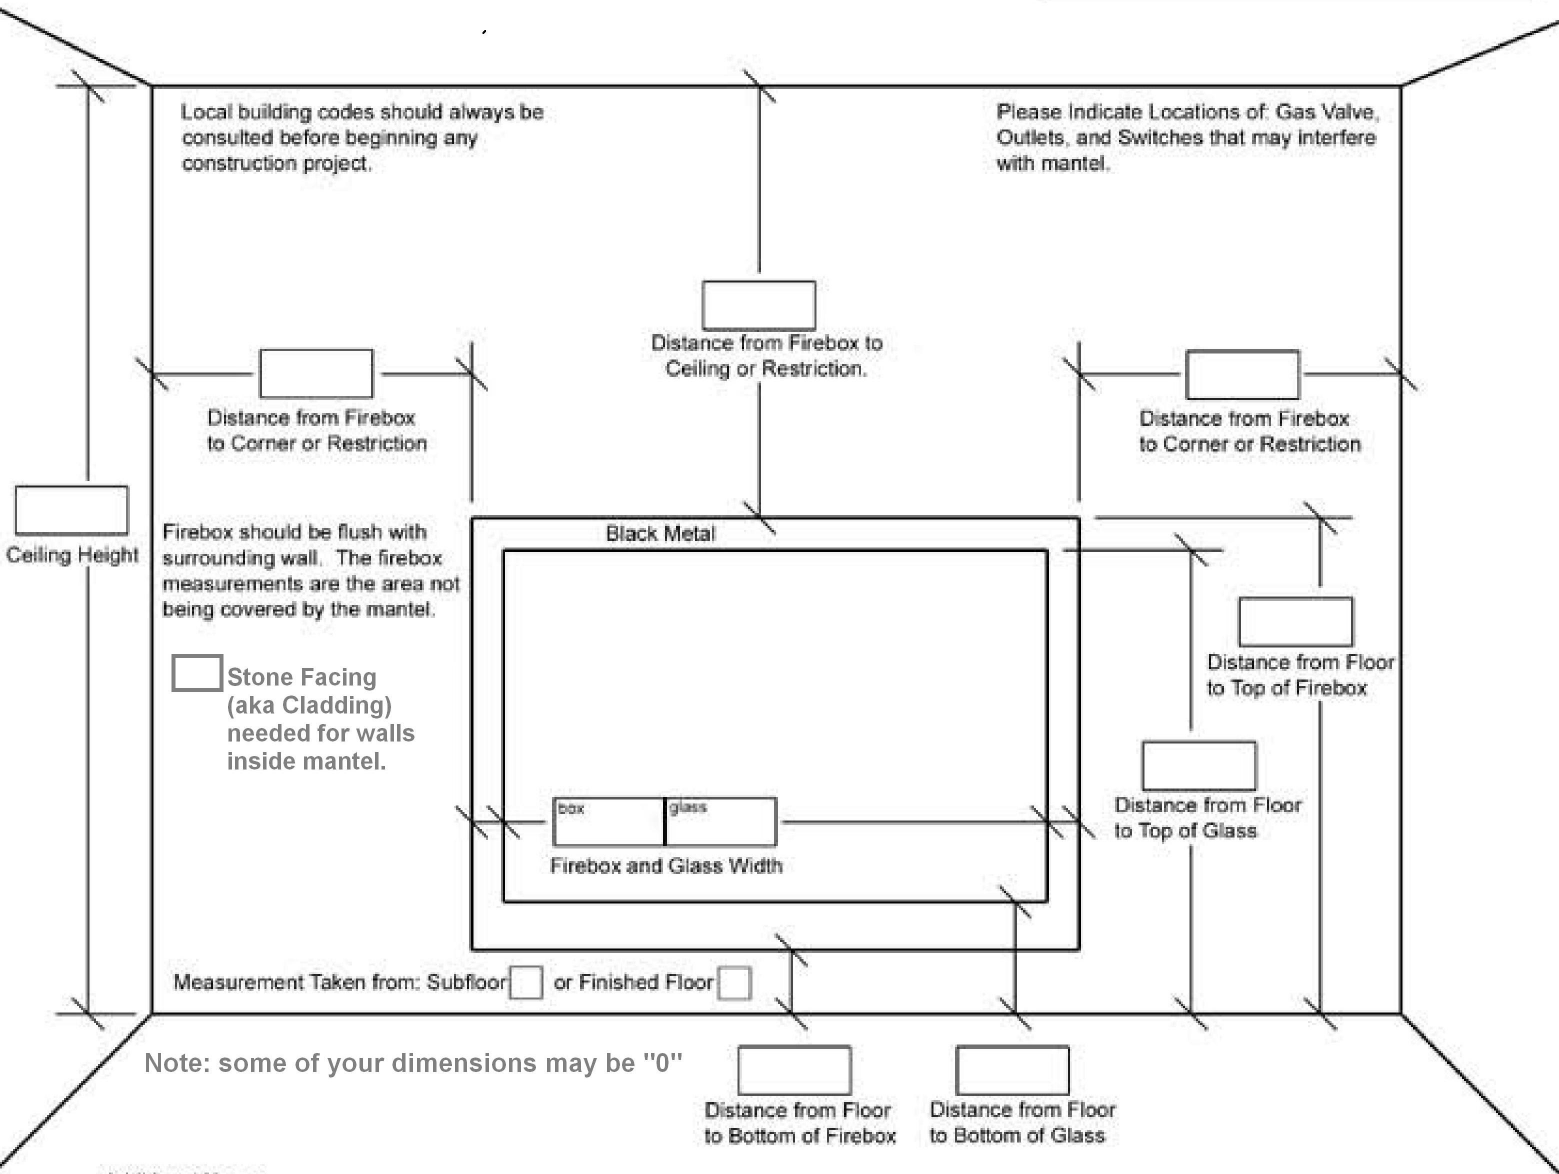 Local building codes should always be
consulted before beginning any
construction project.
Please Indicate Locations of: Gas Valve,
Outlets, and Switches that may interfere
with mantel.
Distance from Firebox to
Ceiling or Restriction.
Distance from Firebox
to Corner or Restriction
Distance from Firebox
to Corner or Restriction
Ceiling Height
Firebox should be flush with
surrounding wall. The firebox
measurements are the area not
being covered by the mantel.
Black Metal
Stone Facing
(aka Cladding)
needed for walls
inside mantel.
Distance from Floor
to Top of Firebox
Distance from Floor
to Top of Glass
box
glass
Firebox and Glass Width
Measurement Taken from: Subfloor or Finished Floor
Note: some of your dimensions may be "0"
Distance from Floor
to Bottom of Firebox
Distance from Floor
to Bottom of Glass